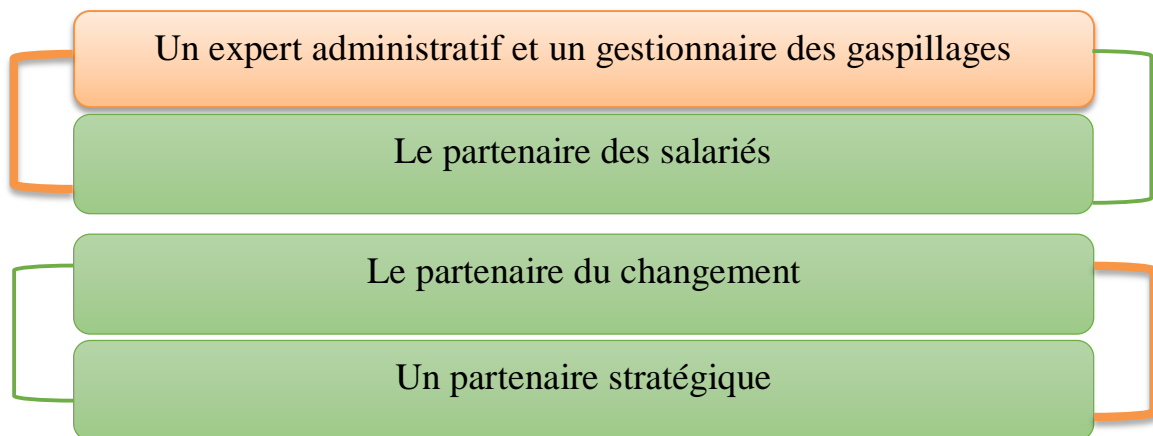 Un expert administratif et un gestionnaire des gaspillages
Le partenaire des salariés
Le partenaire du changement
Un partenaire stratégique